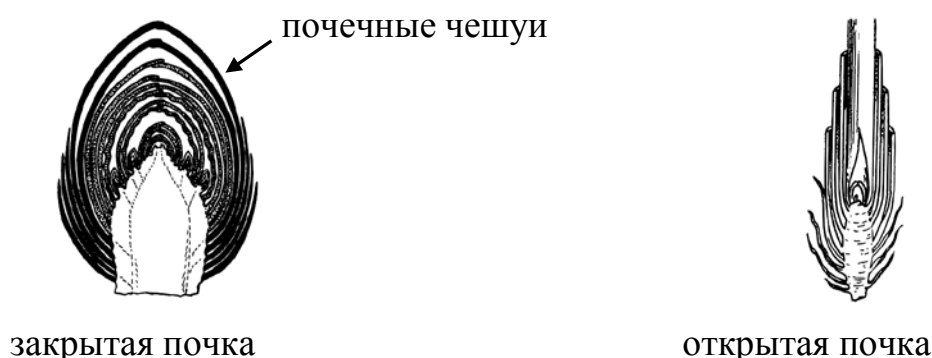 почечные чешуи
закрытая почка
открытая почка